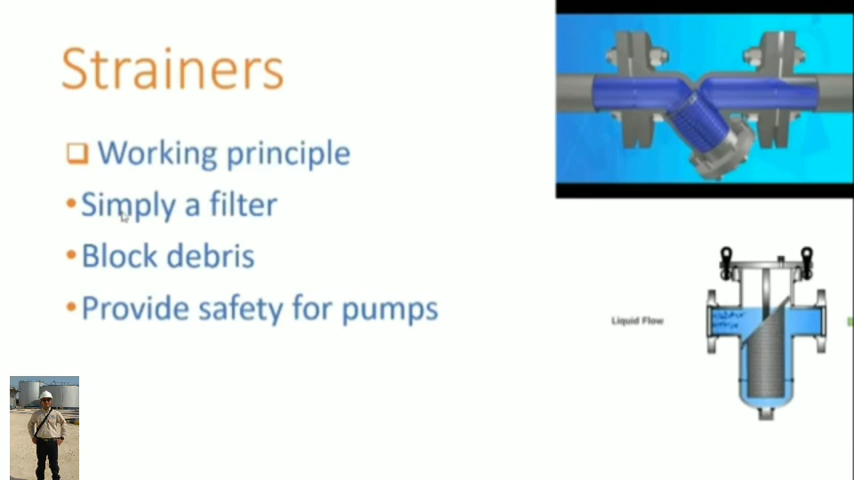 Strainers
Working principle
Simply a filter
Block debris
Provide safety for pumps
Liquid Flow